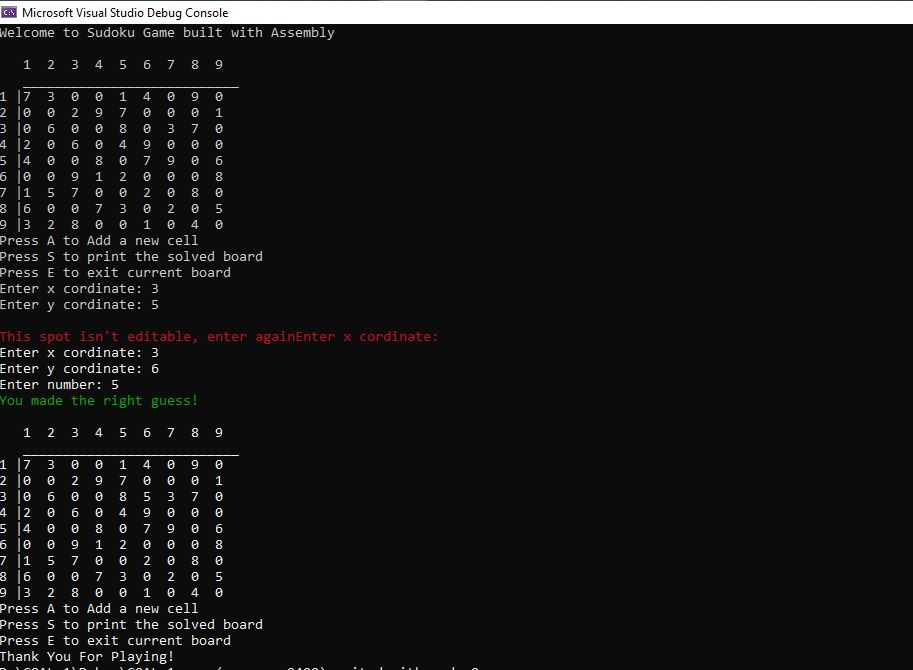 Microsoft Visual Studio Debug Console
Welcome to Sudoku Game built with Assembly
1 2 3 4 5 6 7 8 9
1 |7 3 0 0 1 4 0 9 0
2 |0 0 2 9 7 0 0 0 1
3 |0 6 0 0 8 0 3 7 0
4 |2 0 6 0 4 9 0 0 0
5 |4 0 0 8 0 7 9 0 6
6 |0 0 9 1 2 0 0 0 8
7 |1 5 7 0 0 2 0 8 0
8 |6 0 0 7 3 0 2 0 5
9 |3 2 8 0 0 1 0 4 0
Press A to Add a new cell
Press S to print the solved board
Press E to exit current board
Enter x cordinate: 3
Enter y cordinate: 5
This spot isn't editable, enter againEnter x cordinate:
Enter x cordinate: 3
Enter y cordinate: 6
Enter number: 5
You made the right guess!
1 2 3 4 5 6 7 8 9
1 |7 3 0 0 1 4 0 9 0
2 |0 0 2 9 7 0 0 0 1
3 |0 6 0 0 8 5 3 7 0
4 |2 0 6 0 4 9 0 0 0
5 |4 0 0 8 0 7 9 0 6
6 |0 0 9 1 2 0 0 0 8
7 |1 5 7 0 0 2 0 8 0
8 |6 0 0 7 3 0 2 0 5
9 |3 2 8 0 0 1 0 4 0
Press A to Add a new cell
Press S to print the solved board
Press E to exit current board
Thank You For Playing!